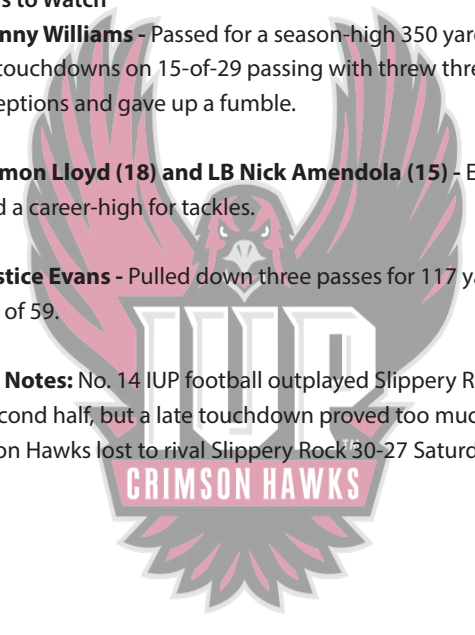 s to Watch
nny Williams - Passed for a season-high 350 yar
touchdowns on 15-of-29 passing with threw thre
eptions and gave up a fumble.
mon Lloyd (18) and LB Nick Amendola (15) - E
d a career-high for tackles.
stice Evans - Pulled down three passes for 117 ya
of 59.
Notes: No. 14 IUP football outplayed Slippery R
cond half, but a late touchdown proved too muc
on Hawks lost to rival Slippery Rock 30-27 Saturd
IUP
TM
CRIMSON HAWKS